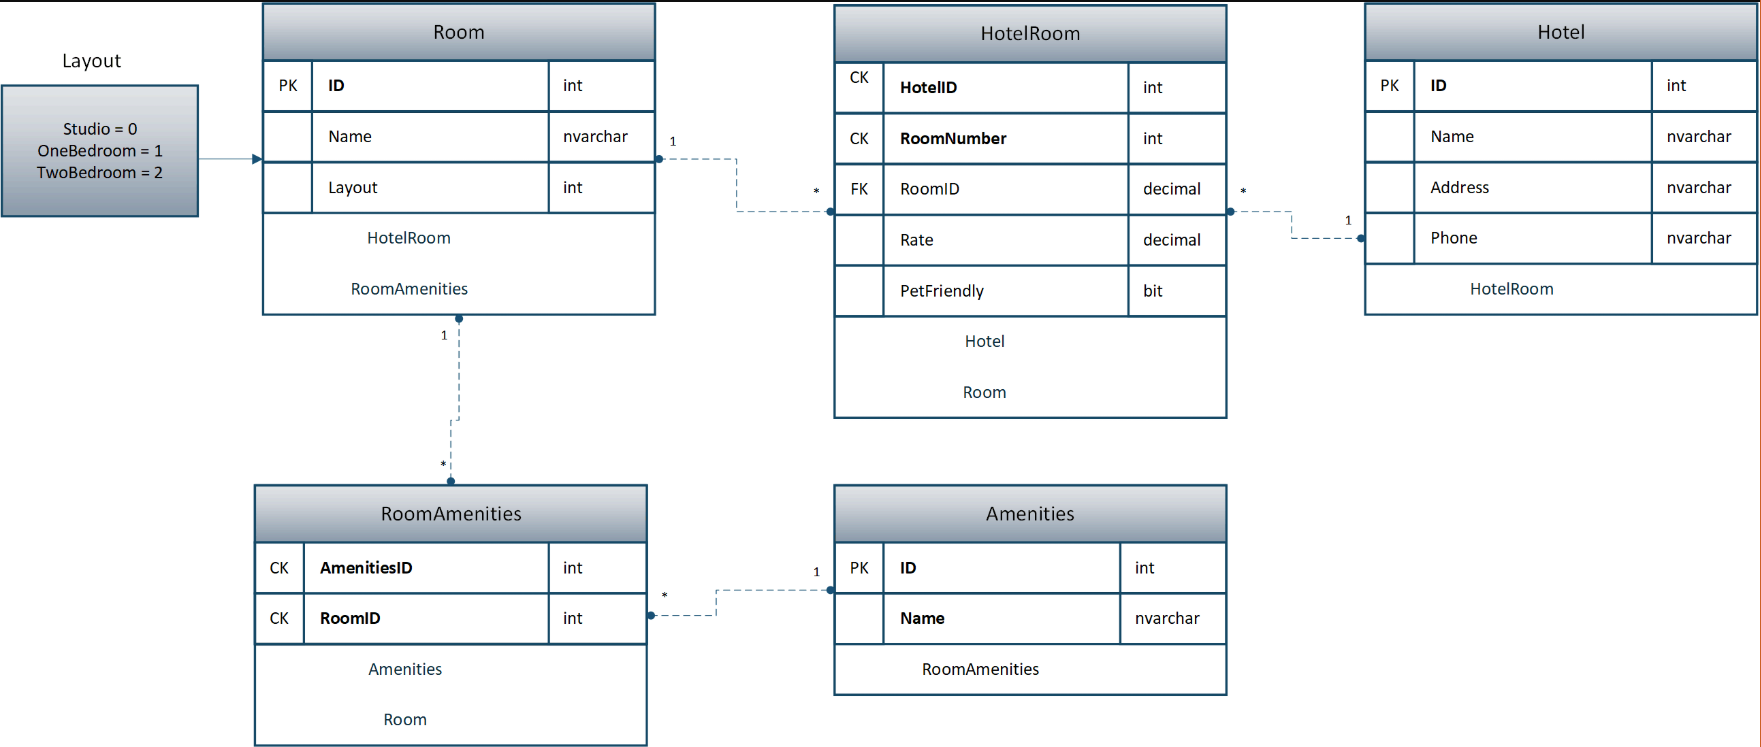 Layout
Studio = 0
OneBedroom = 1
TwoBedroom = 2
Room
PK ID int
Name nvarchar
Layout int
HotelRoom
RoomAmenities
1
*
1
*
HotelRoom
CK HotelID int
CK RoomNumber int
FK RoomID decimal
Rate decimal
PetFriendly bit
Hotel
Room
*
1
Hotel
PK ID int
Name nvarchar
Address nvarchar
Phone nvarchar
HotelRoom
RoomAmenities
CK AmenitiesID int
CK RoomID int
Amenities
Room
*
1
Amenities
PK ID int
Name nvarchar
RoomAmenities